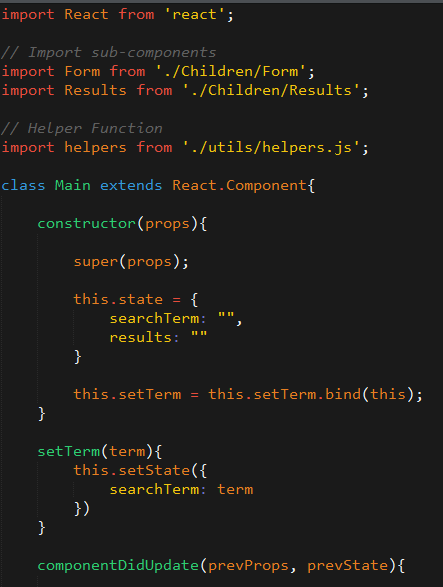 import React from 'react';
// Import sub-components
import Form from './Children/Form';
import Results from './Children/Results';
// Helper Function
import helpers from './utils/helpers.js';
class Main extends React.Component{
constructor(props){
super(props);
this.state = {
searchTerm: "",
results: ""
}
this.setTerm = this.setTerm.bind(this);
}
setTerm(term){
this.setState({
searchTerm: term
})
}
componentDidUpdate(prevProps, prevState){